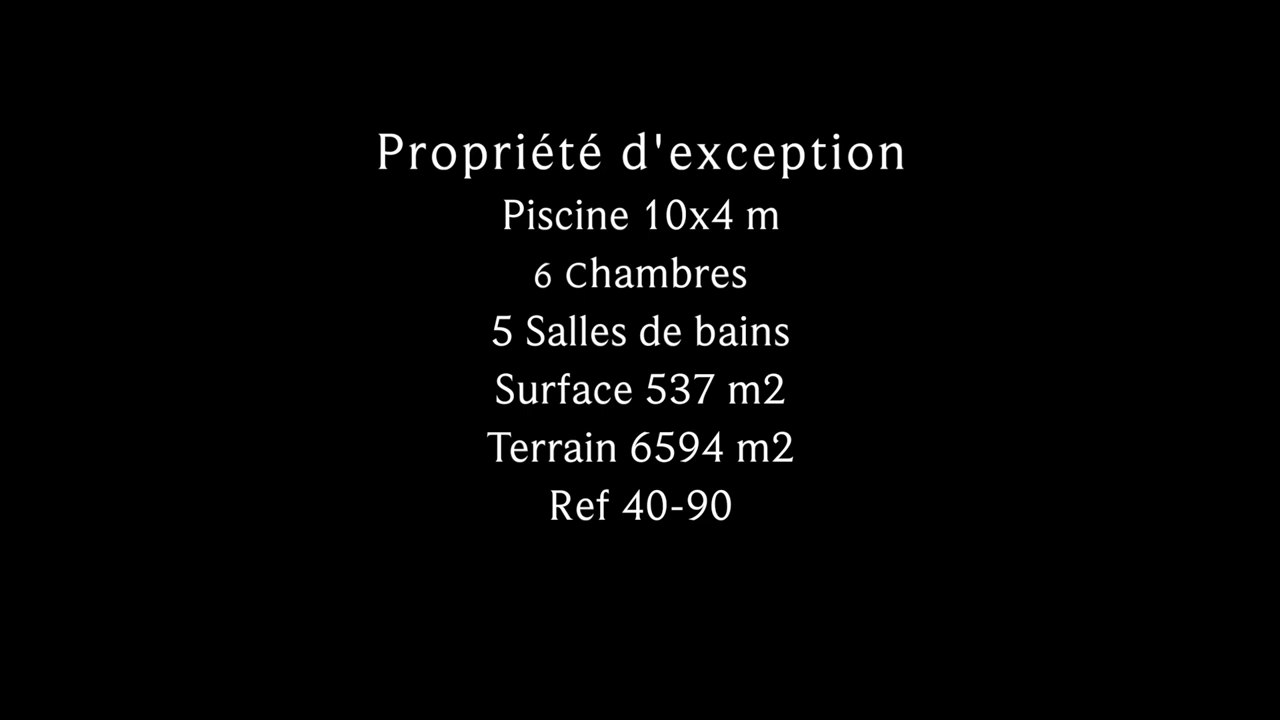 Propriété d'exception
Piscine 10x4 m
6 Chambres
5 Salles de bains
Surface 537 m2
Terrain 6594 m2
Ref 40-90